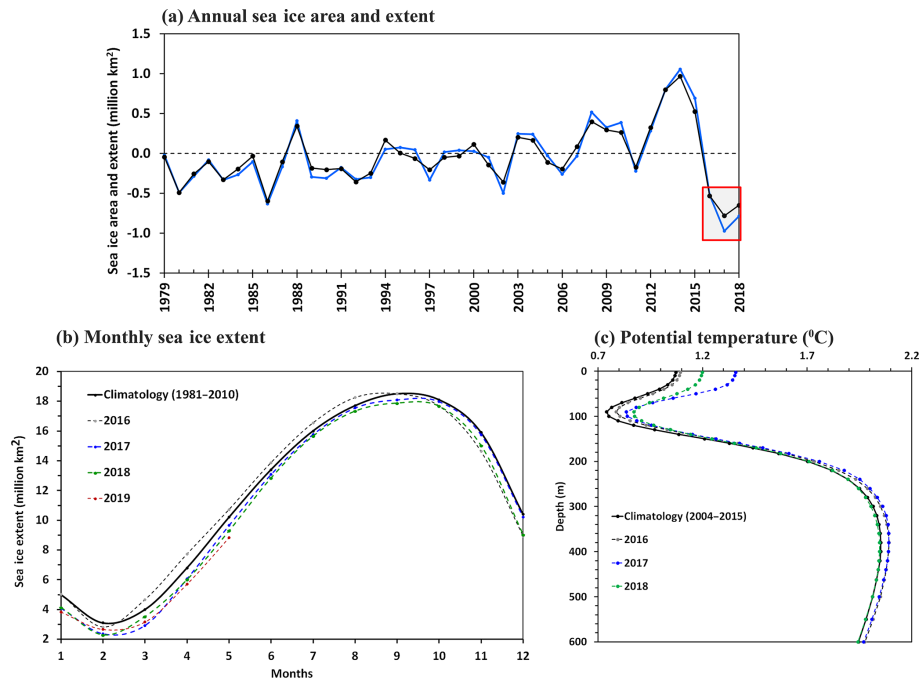 (a) Annual sea ice area and extent
Sea ice area and extent (million km²)
1.5
1.0
0.5
0.0
-0.5
-1.0
-1.5
1979 1982 1985 1988 1991 1994 1997 2000 2003 2006 2009 2012 2015 2018
(b) Monthly sea ice extent
Sea ice extent (million km²)
20
18
16
14
12
10
8
6
4
2
Climatology (1981–2010)
2016
2017
2018
2019
1 2 3 4 5 6 7 8 9 10 11 12
Months
(c) Potential temperature (⁰C)
0.7 1.2 1.7 2.2
Depth (m)
0
100
200
300
400
500
600
Climatology (2004–2015)
2016
2017
2018